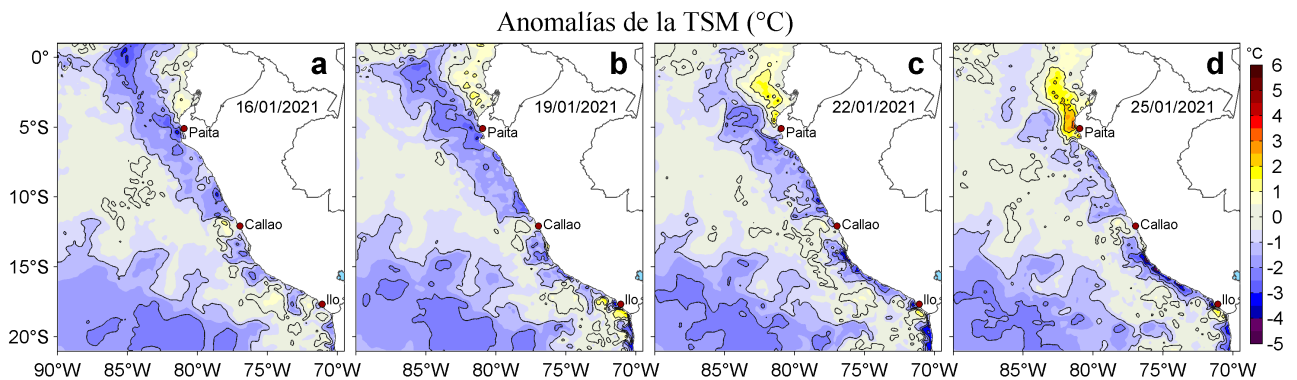 Anomalías de la TSM (°C)
a
b
c
d
16/01/2021
19/01/2021
22/01/2021
25/01/2021
0°
5°S
10°S
15°S
20°S
Paita
Paita
Paita
Paita
Callao
Callao
Callao
Callao
Ilo
Ilo
Ilo
Ilo
90°W 85°W 80°W 75°W 70°W
85°W 80°W 75°W 70°W
85°W 80°W 75°W 70°W
85°W 80°W 75°W 70°W
°C
6
5
4
3
2
1
0
-1
-2
-3
-4
-5